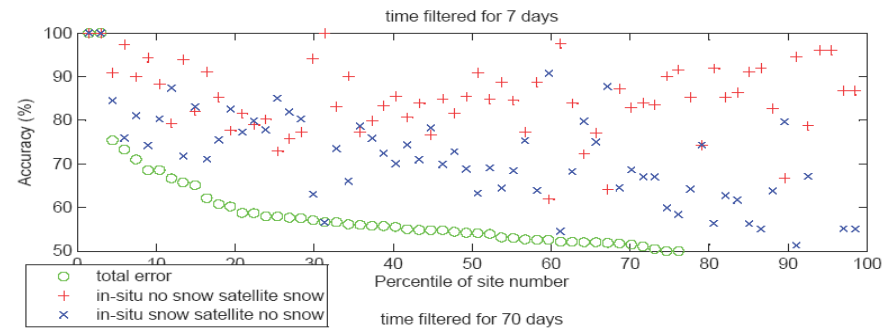 time filtered for 7 days
100
90
80
70
60
50
Accuracy (%)
0 10 20 30 40 50 60 70 80 90 100
Percentile of site number
total error
in-situ no snow satellite snow
in-situ snow satellite no snow
time filtered for 70 days